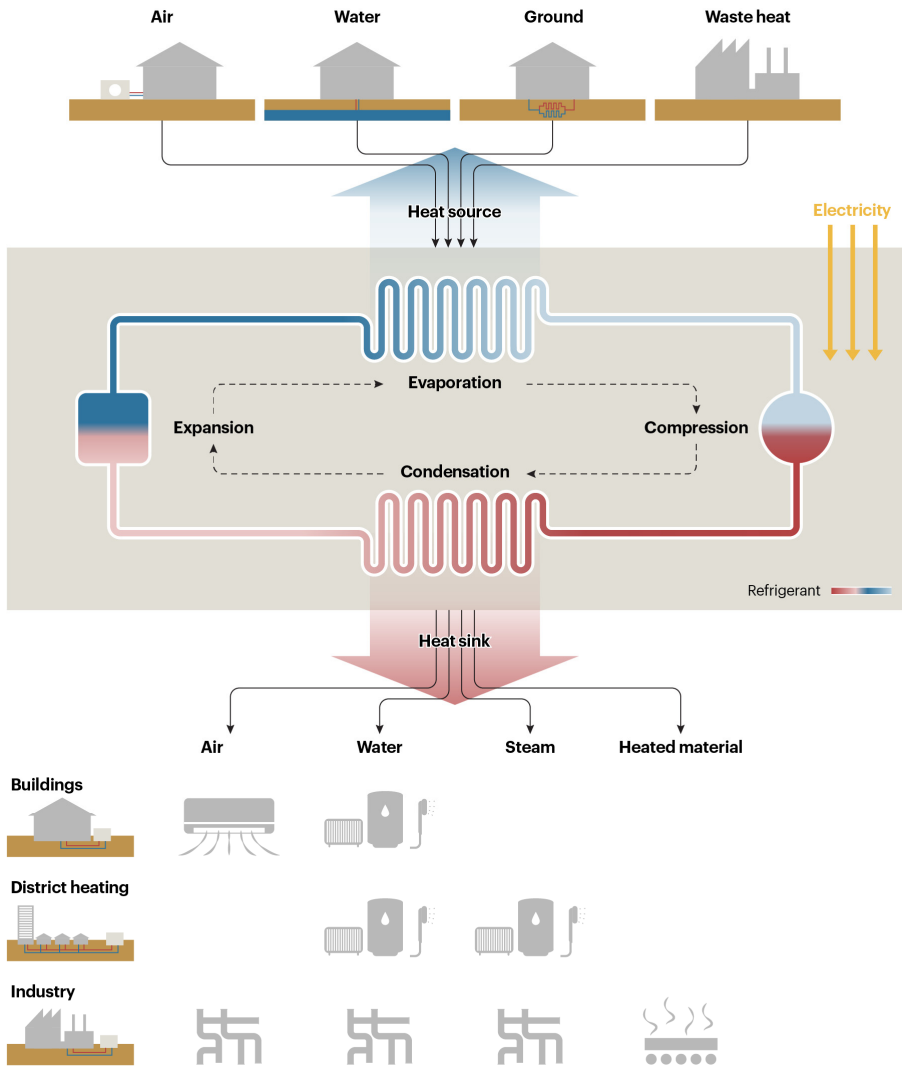 Air
Water
Ground
Waste heat
Heat source
Electricity
Evaporation
Expansion
Compression
Condensation
Refrigerant
Heat sink
Air
Water
Steam
Heated material
Buildings
District heating
Industry